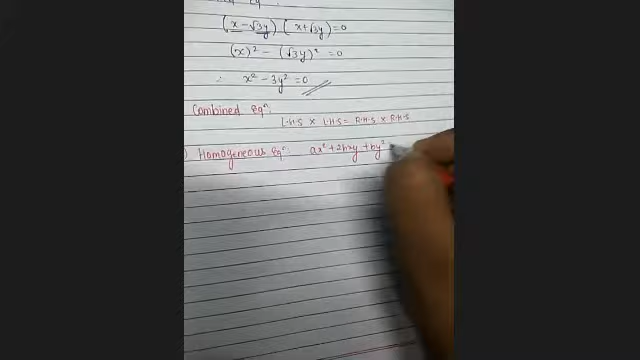 (x - √3y) (x + √3y) = 0
(x)² - (√3y)² = 0
∴ x² - 3y² = 0
Combined Eqⁿ.
L.H.S × L.H.S = R.H.S × R.H.S
) Homogeneous Eqⁿ. ax² + 2hxy + by²